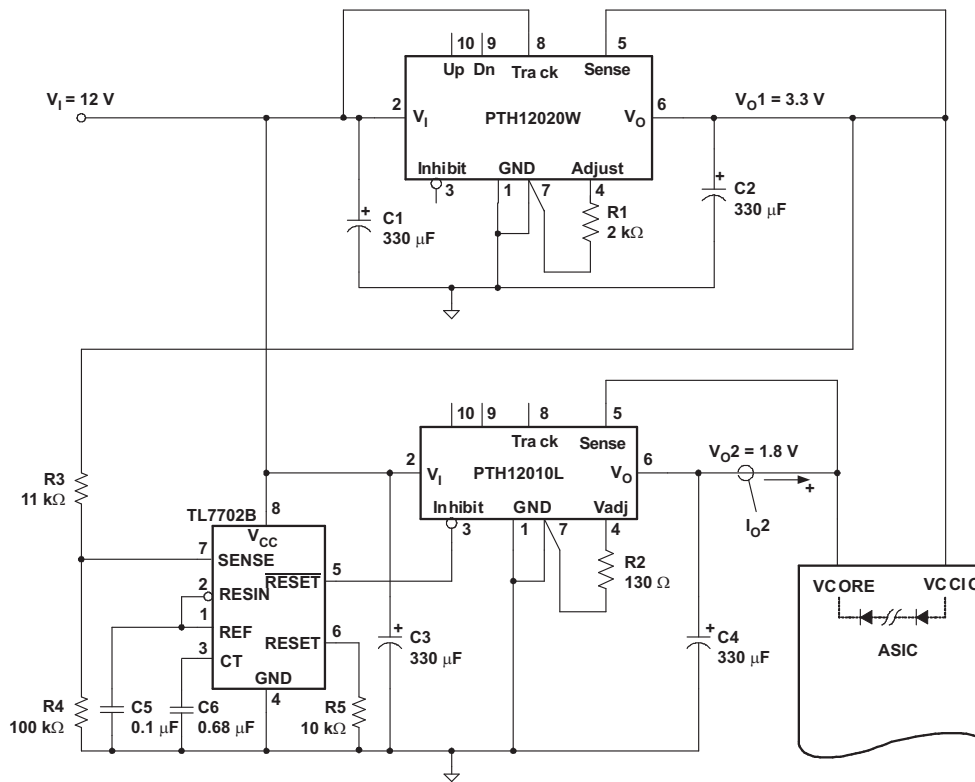 10 9 8 5
Up Dn Track Sense
V_I = 12 V
2 V_I PTH12020W V_O 6
V_O1 = 3.3 V
Inhibit GND Adjust
3 1 7 4
+ C1
330 μF
R1
2 kΩ
+ C2
330 μF
10 9 8 5
Track Sense
2 V_I PTH12010L V_O 6
V_O2 = 1.8 V
+
I_O2
Inhibit GND Vadj
3 1 7 4
R2
130 Ω
R3
11 kΩ
TL7702B
8
V_CC
7 SENSE
R̅E̅S̅E̅T̅ 5
2 RESIN
1 REF
RESET 6
3 CT
GND
4
+ C3
330 μF
+ C4
330 μF
R4
100 kΩ
C5
0.1 μF
C6
0.68 μF
R5
10 kΩ
VCORE VCCIO
ASIC